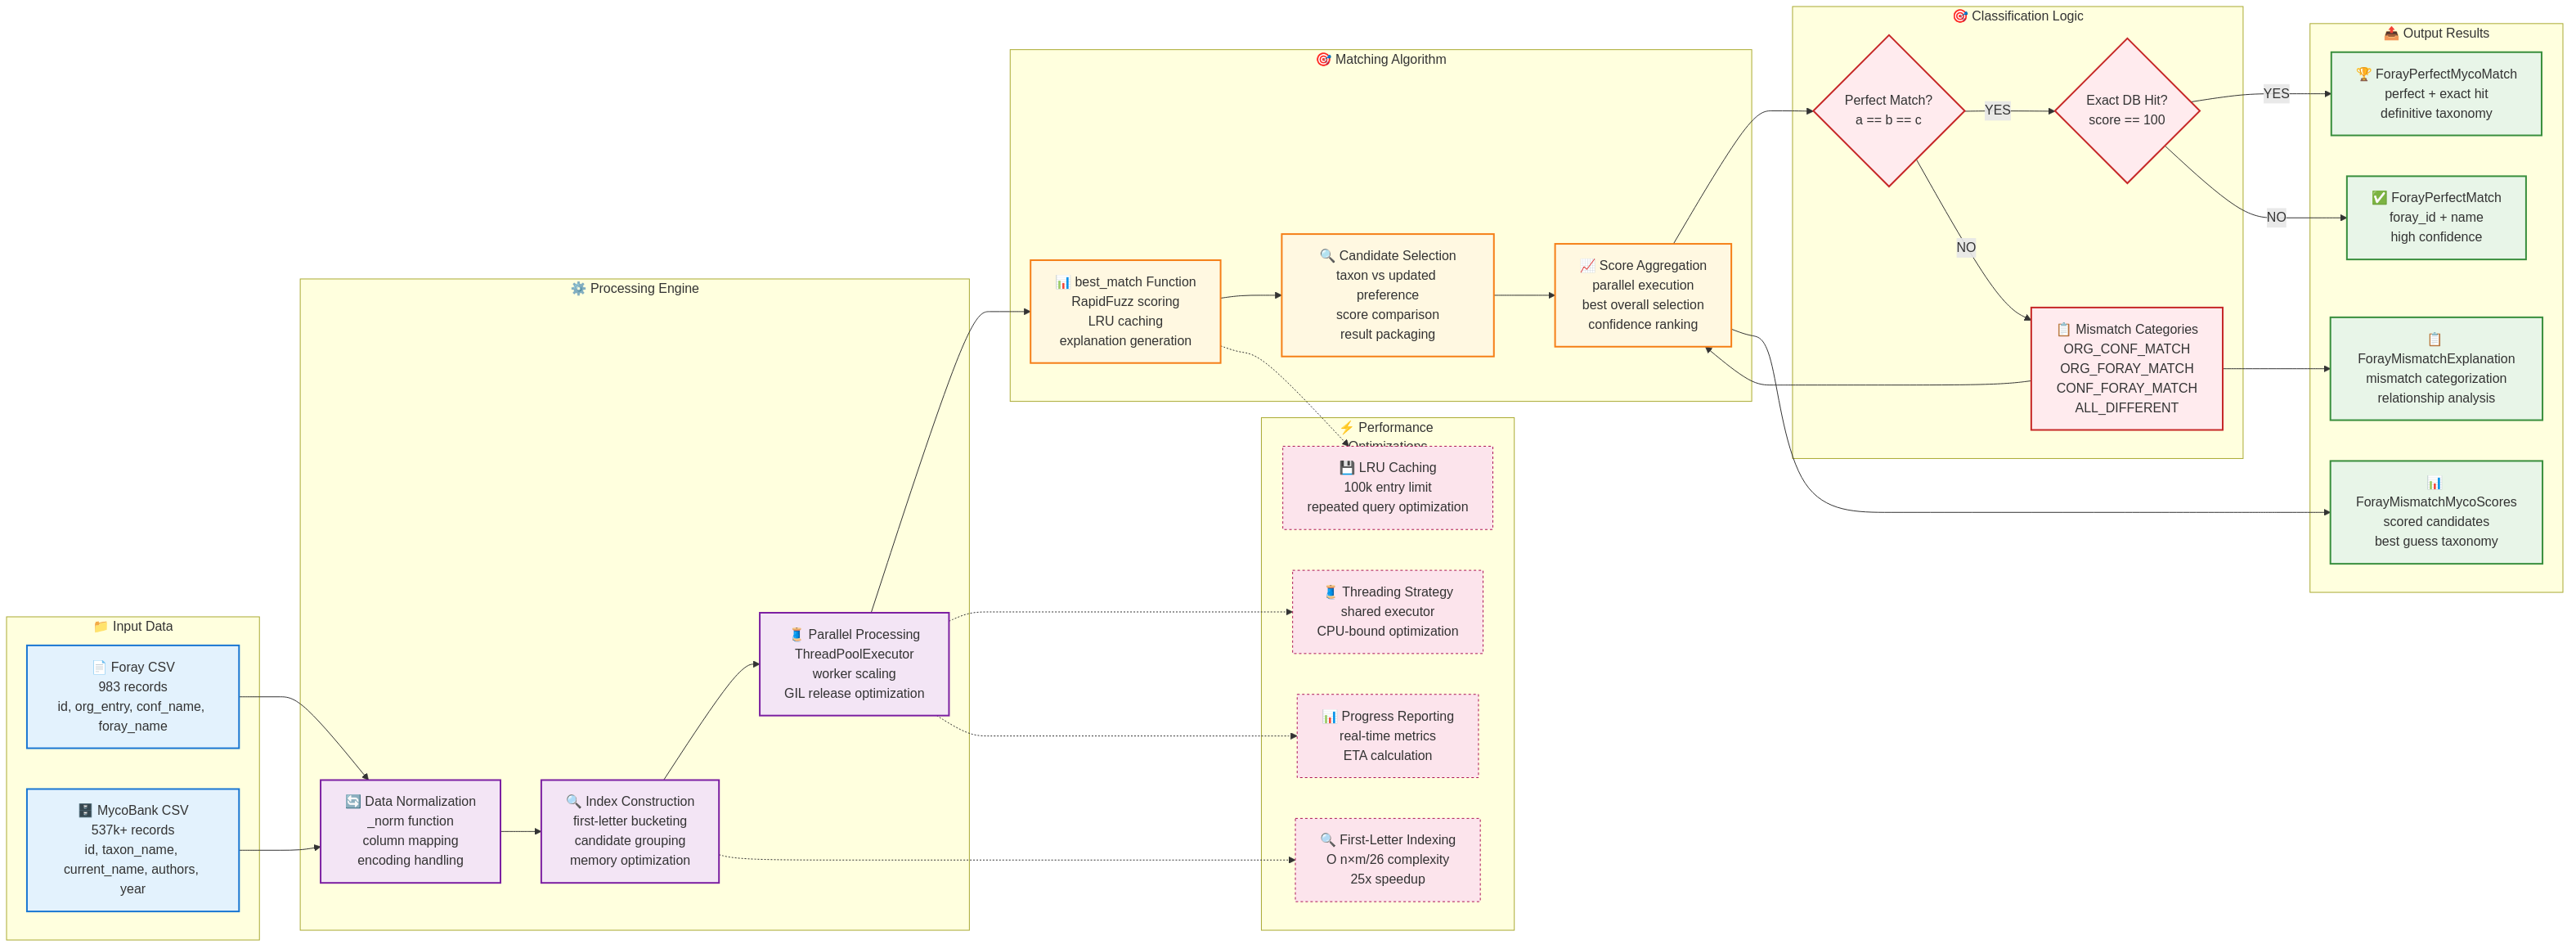 📁 Input Data
📄 Foray CSV
983 records
id, org_entry, conf_name,
foray_name
🗄️ MycoBank CSV
537k+ records
id, taxon_name,
current_name, authors,
year
⚙️ Processing Engine
🔄 Data Normalization
_norm function
column mapping
encoding handling
🔍 Index Construction
first-letter bucketing
candidate grouping
memory optimization
🧵 Parallel Processing
ThreadPoolExecutor
worker scaling
GIL release optimization
🎯 Matching Algorithm
📊 best_match Function
RapidFuzz scoring
LRU caching
explanation generation
🔍 Candidate Selection
taxon vs updated
preference
score comparison
result packaging
📈 Score Aggregation
parallel execution
best overall selection
confidence ranking
⚡ Performance
Optimizations
💾 LRU Caching
100k entry limit
repeated query optimization
🧵 Threading Strategy
shared executor
CPU-bound optimization
📊 Progress Reporting
real-time metrics
ETA calculation
🔍 First-Letter Indexing
O n×m/26 complexity
25x speedup
🎯 Classification Logic
Perfect Match?
a == b == c
YES
Exact DB Hit?
score == 100
NO
📋 Mismatch Categories
ORG_CONF_MATCH
ORG_FORAY_MATCH
CONF_FORAY_MATCH
ALL_DIFFERENT
YES
NO
📤 Output Results
🏆 ForayPerfectMycoMatch
perfect + exact hit
definitive taxonomy
✅ ForayPerfectMatch
foray_id + name
high confidence
📋
ForayMismatchExplanation
mismatch categorization
relationship analysis
📊
ForayMismatchMycoScores
scored candidates
best guess taxonomy